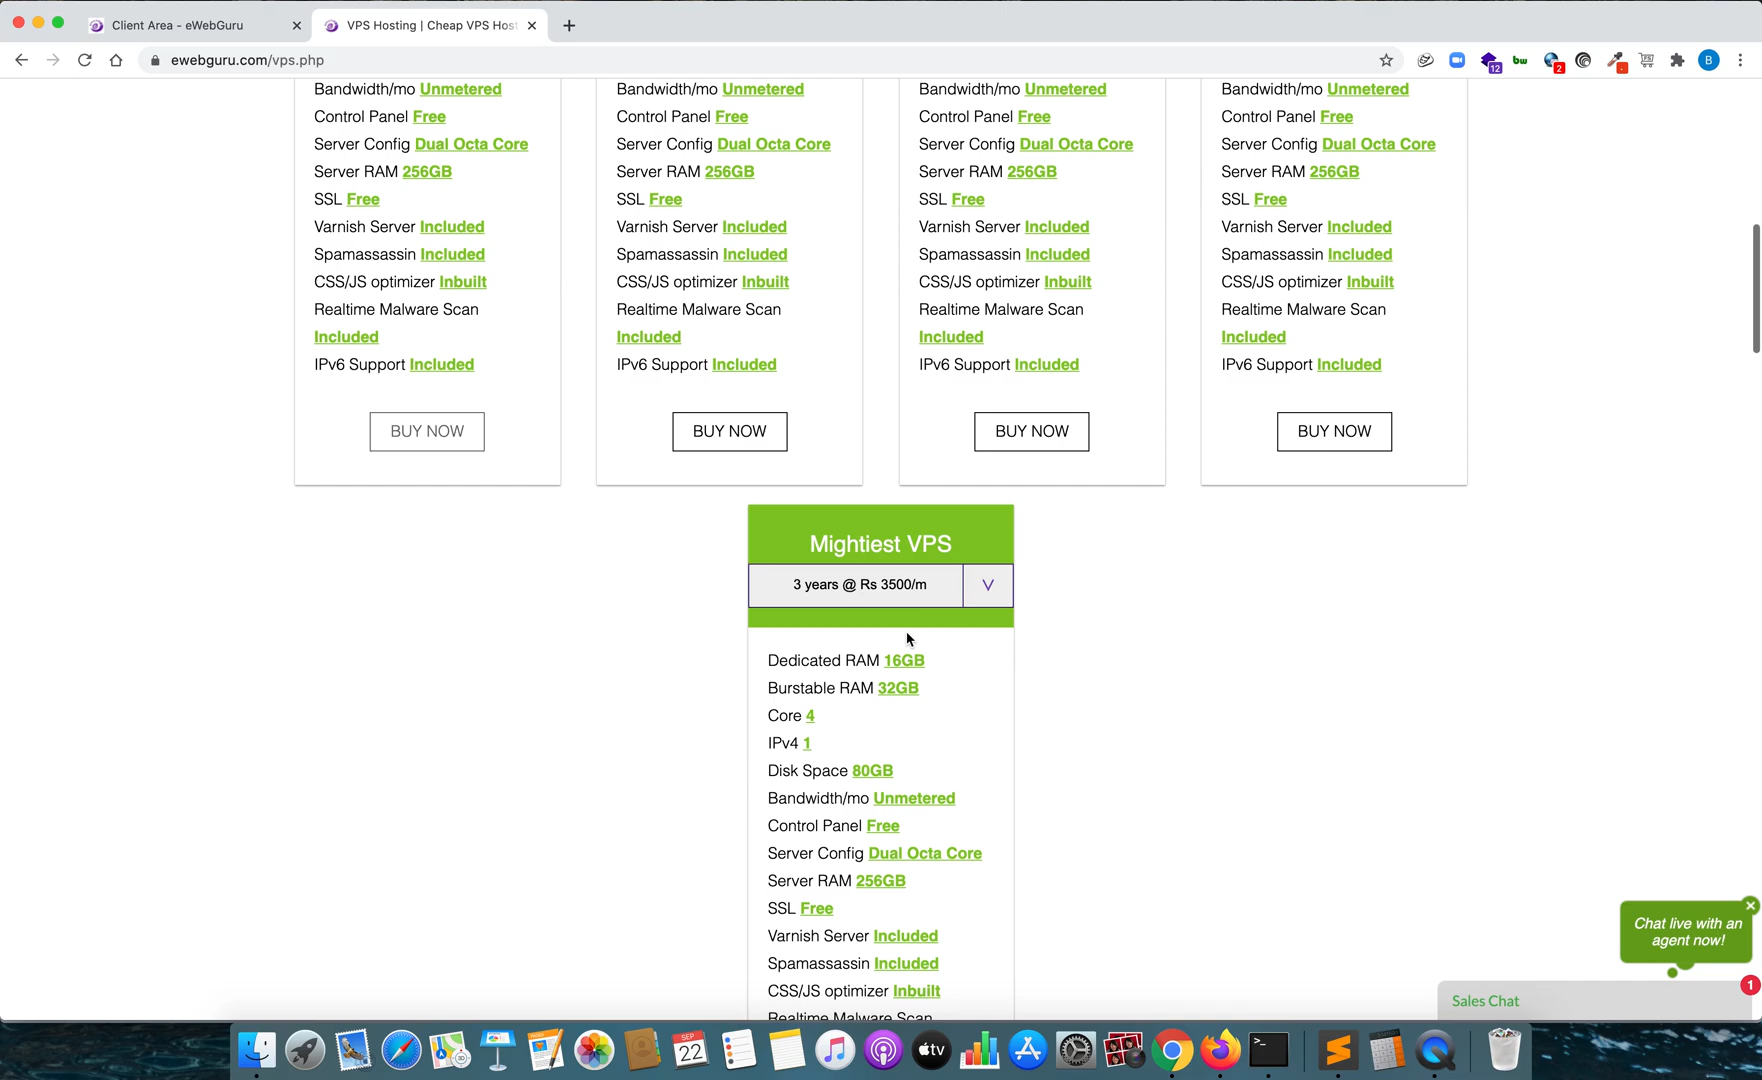 Client Area - eWebGuru
VPS Hosting | Cheap VPS Host
ewebguru.com/vps.php
12
bw
2
B
Bandwidth/mo Unmetered
Control Panel Free
Server Config Dual Octa Core
Server RAM 256GB
SSL Free
Varnish Server Included
Spamassassin Included
CSS/JS optimizer Inbuilt
Realtime Malware Scan
Included
IPv6 Support Included
BUY NOW
Bandwidth/mo Unmetered
Control Panel Free
Server Config Dual Octa Core
Server RAM 256GB
SSL Free
Varnish Server Included
Spamassassin Included
CSS/JS optimizer Inbuilt
Realtime Malware Scan
Included
IPv6 Support Included
BUY NOW
Bandwidth/mo Unmetered
Control Panel Free
Server Config Dual Octa Core
Server RAM 256GB
SSL Free
Varnish Server Included
Spamassassin Included
CSS/JS optimizer Inbuilt
Realtime Malware Scan
Included
IPv6 Support Included
BUY NOW
Bandwidth/mo Unmetered
Control Panel Free
Server Config Dual Octa Core
Server RAM 256GB
SSL Free
Varnish Server Included
Spamassassin Included
CSS/JS optimizer Inbuilt
Realtime Malware Scan
Included
IPv6 Support Included
BUY NOW
Mightiest VPS
3 years @ Rs 3500/m
V
Dedicated RAM 16GB
Burstable RAM 32GB
Core 4
IPv4 1
Disk Space 80GB
Bandwidth/mo Unmetered
Control Panel Free
Server Config Dual Octa Core
Server RAM 256GB
SSL Free
Varnish Server Included
Spamassassin Included
CSS/JS optimizer Inbuilt
Realtime Malware Scan
Chat live with an
agent now!
1
Sales Chat
SEP
22
tv